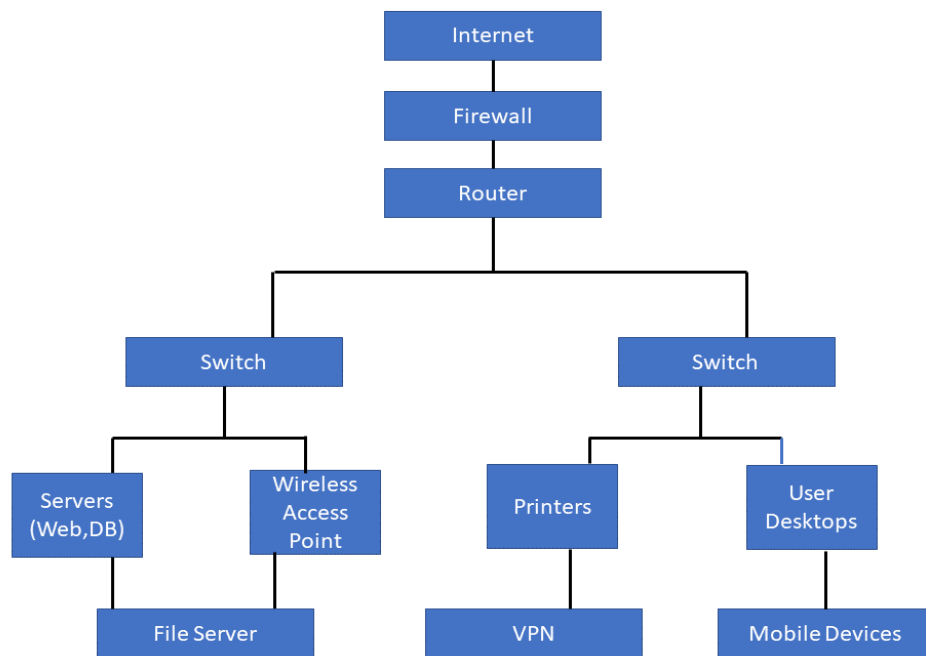 Internet
Firewall
Router
Switch
Switch
Servers
(Web,DB)
Wireless
Access
Point
Printers
User
Desktops
File Server
VPN
Mobile Devices